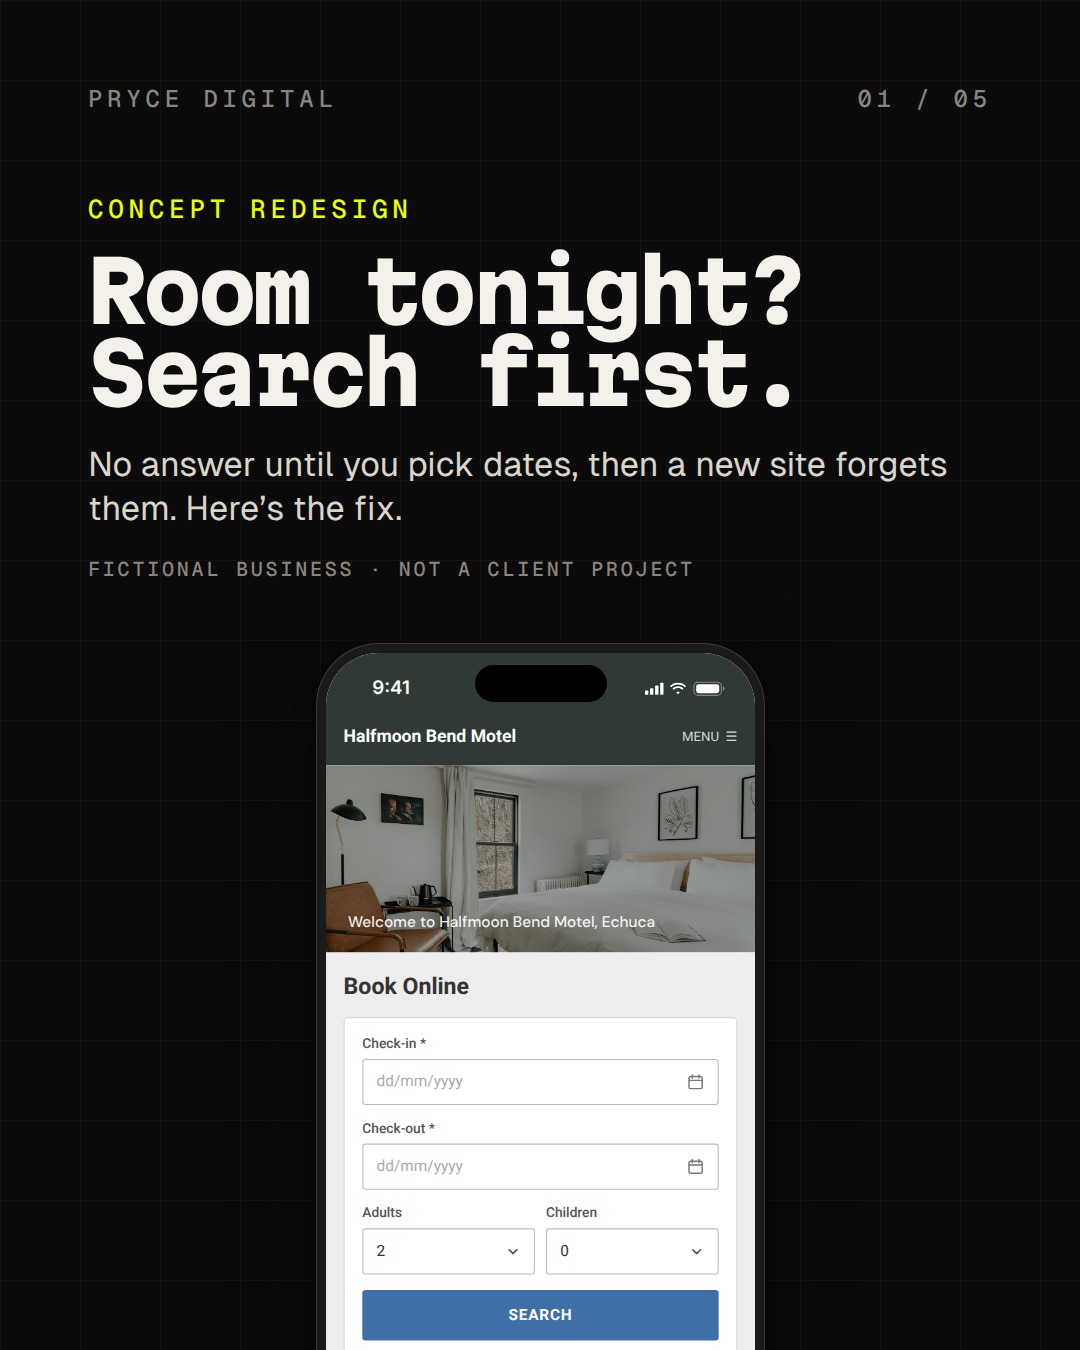 PRYCE DIGITAL
01 / 05
CONCEPT REDESIGN
Room tonight?
Search first.
No answer until you pick dates, then a new site forgets
them. Here’s the fix.
FICTIONAL BUSINESS · NOT A CLIENT PROJECT
9:41
Halfmoon Bend Motel
MENU ☰
Welcome to Halfmoon Bend Motel, Echuca
Book Online
Check-in *
dd/mm/yyyy
Check-out *
dd/mm/yyyy
Adults
Children
2
0
SEARCH